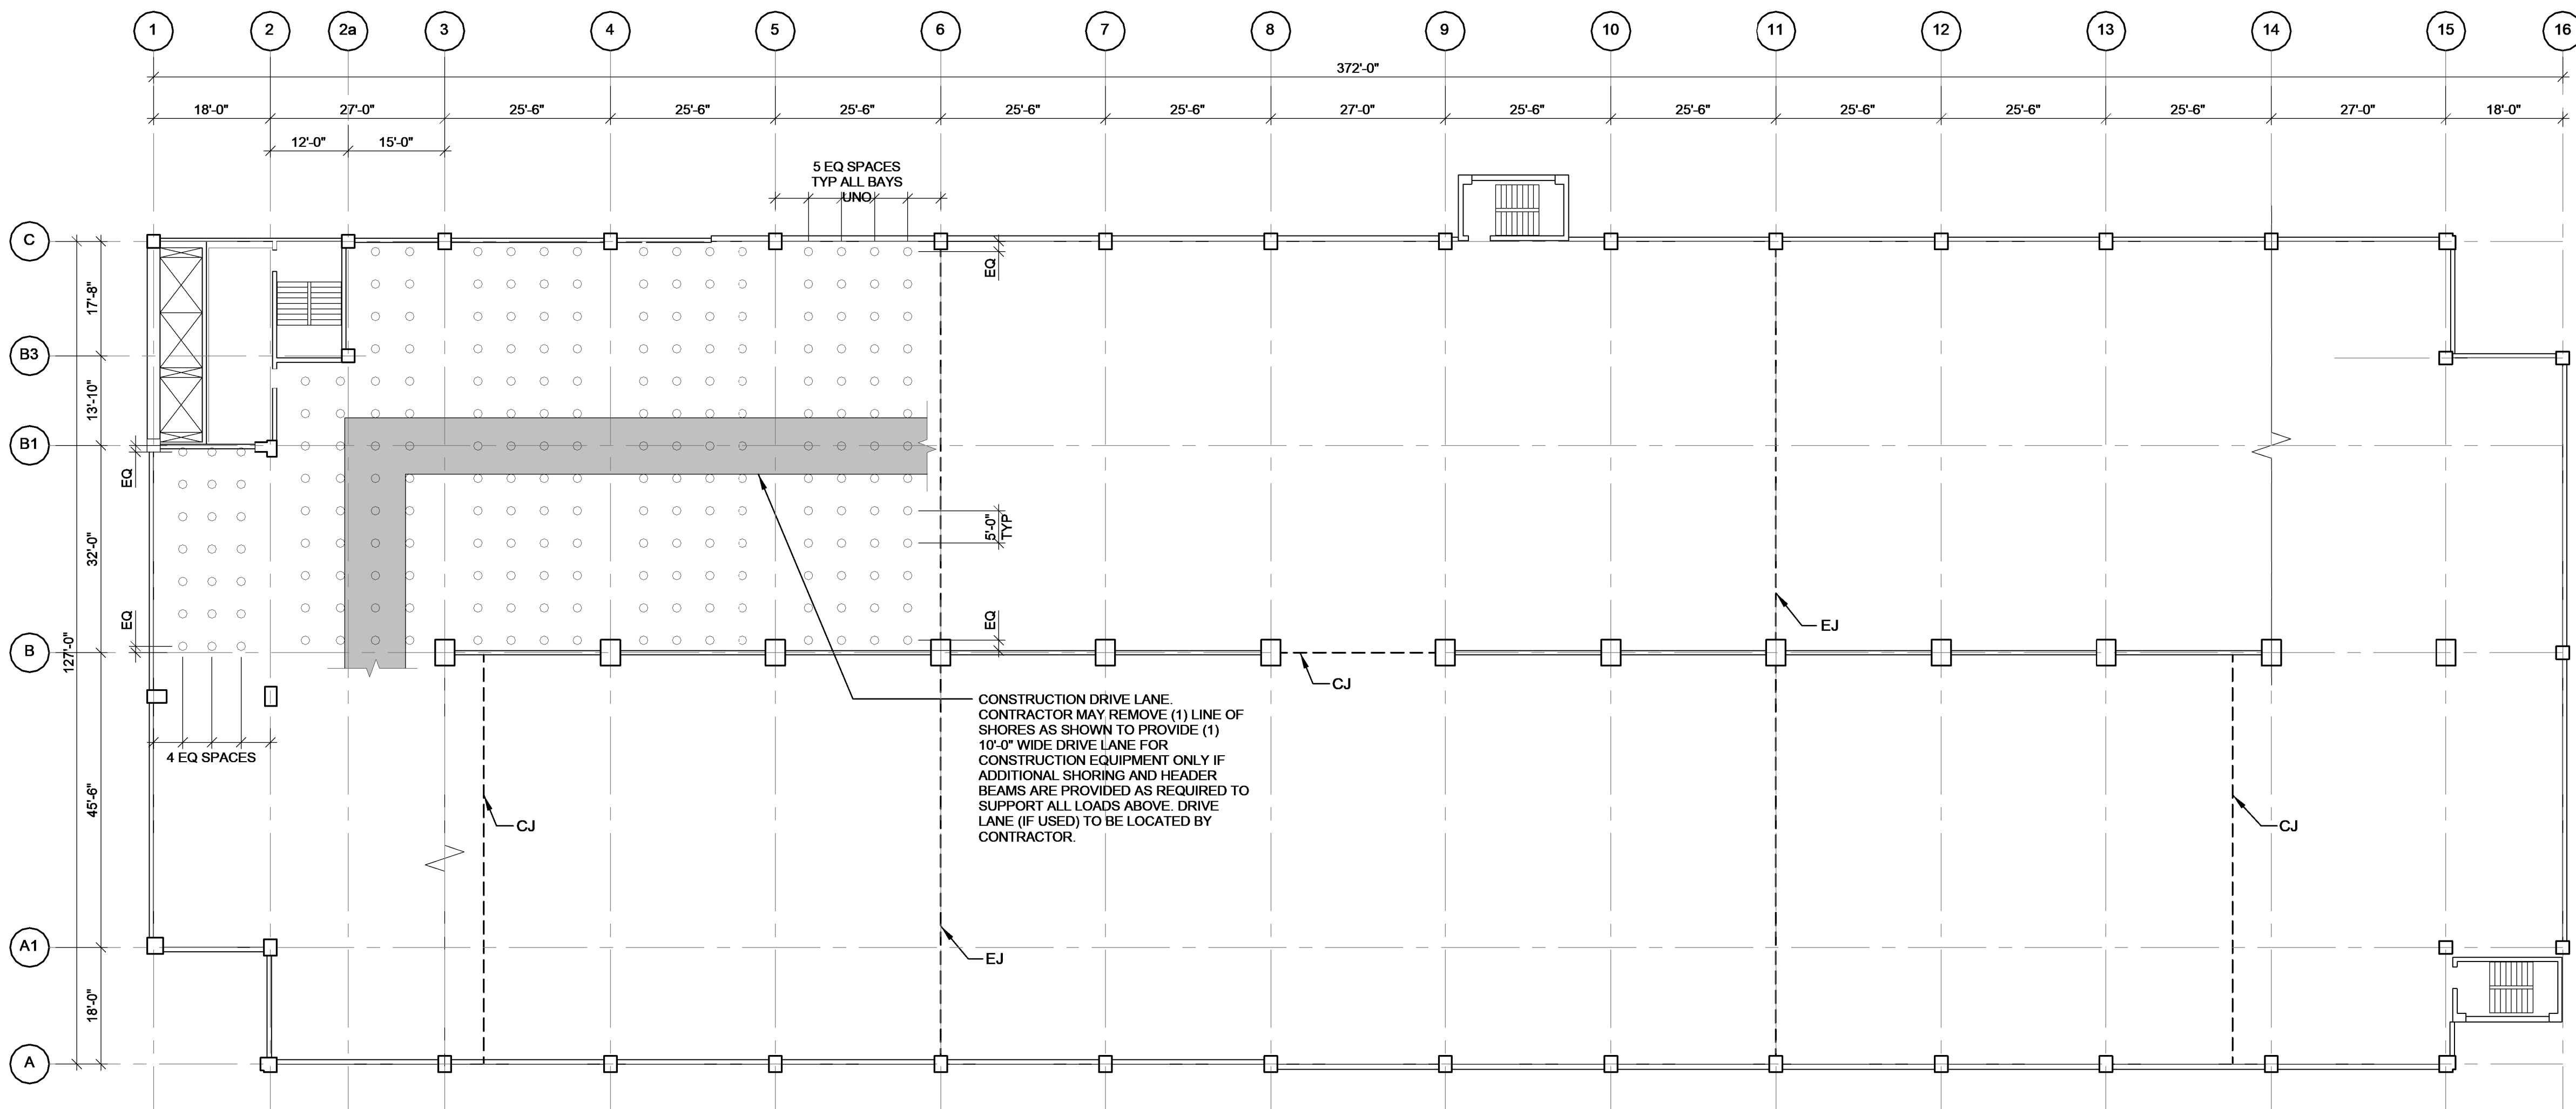 1 2 2a 3 4 5 6 7 8 9 10 11 12 13 14 15 16
372'-0"
18'-0" 27'-0" 25'-6" 25'-6" 25'-6" 25'-6" 25'-6" 27'-0" 25'-6" 25'-6" 25'-6" 25'-6" 25'-6" 27'-0" 18'-0"
12'-0" 15'-0"
5 EQ SPACES
TYP ALL BAYS
UNO
C
EQ
17'-8"
B3
13'-10"
B1
EQ
5'-0"
TYP
32'-0"
EQ
EQ
EJ
B
127'-0"
CJ
CONSTRUCTION DRIVE LANE.
CONTRACTOR MAY REMOVE (1) LINE OF
SHORES AS SHOWN TO PROVIDE (1)
10'-0" WIDE DRIVE LANE FOR
CONSTRUCTION EQUIPMENT ONLY IF
ADDITIONAL SHORING AND HEADER
BEAMS ARE PROVIDED AS REQUIRED TO
SUPPORT ALL LOADS ABOVE. DRIVE
LANE (IF USED) TO BE LOCATED BY
CONTRACTOR.
4 EQ SPACES
45'-6"
CJ
CJ
A1
EJ
18'-0"
A